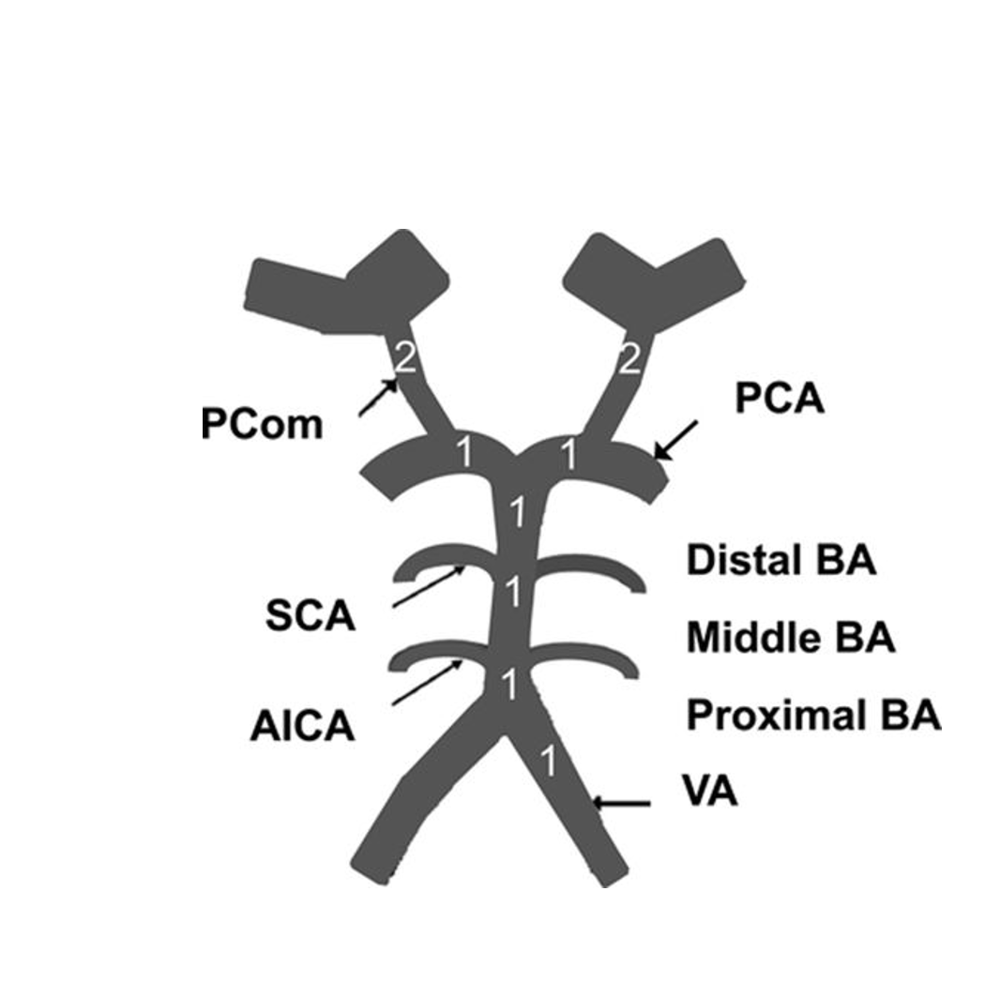 2 2
PCA
PCom
1 1
1
Distal BA
1
SCA
Middle BA
1
Proximal BA
AICA
1
VA